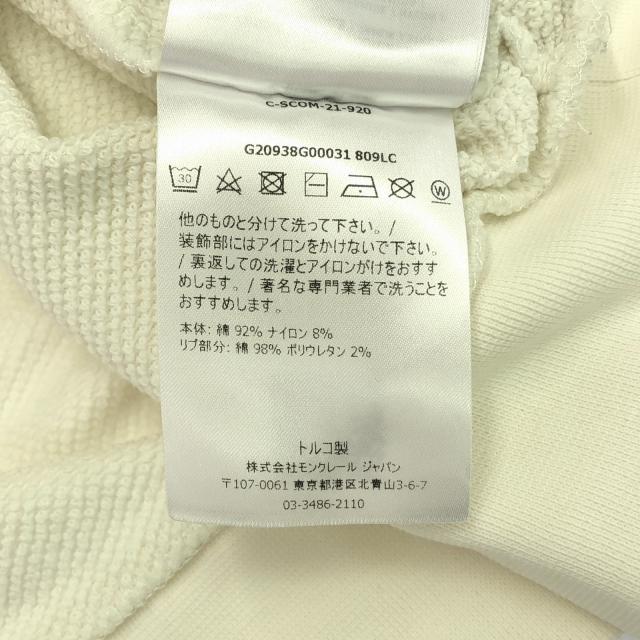 C-SCOM-21-920
G20938G00031 809LC
30
W
他のものと分けて洗って下さい。/
装飾部にはアイロンをかけないで下さい。
/ 裏返しての洗濯とアイロンがけをおすす
めします。/ 著名な専門業者で洗うことを
おすすめします。
本体: 綿 92% ナイロン 8%
リブ部分: 綿 98% ポリウレタン 2%
トルコ製
株式会社モンクレール ジャパン
〒107-0061 東京都港区北青山3-6-7
03-3486-2110